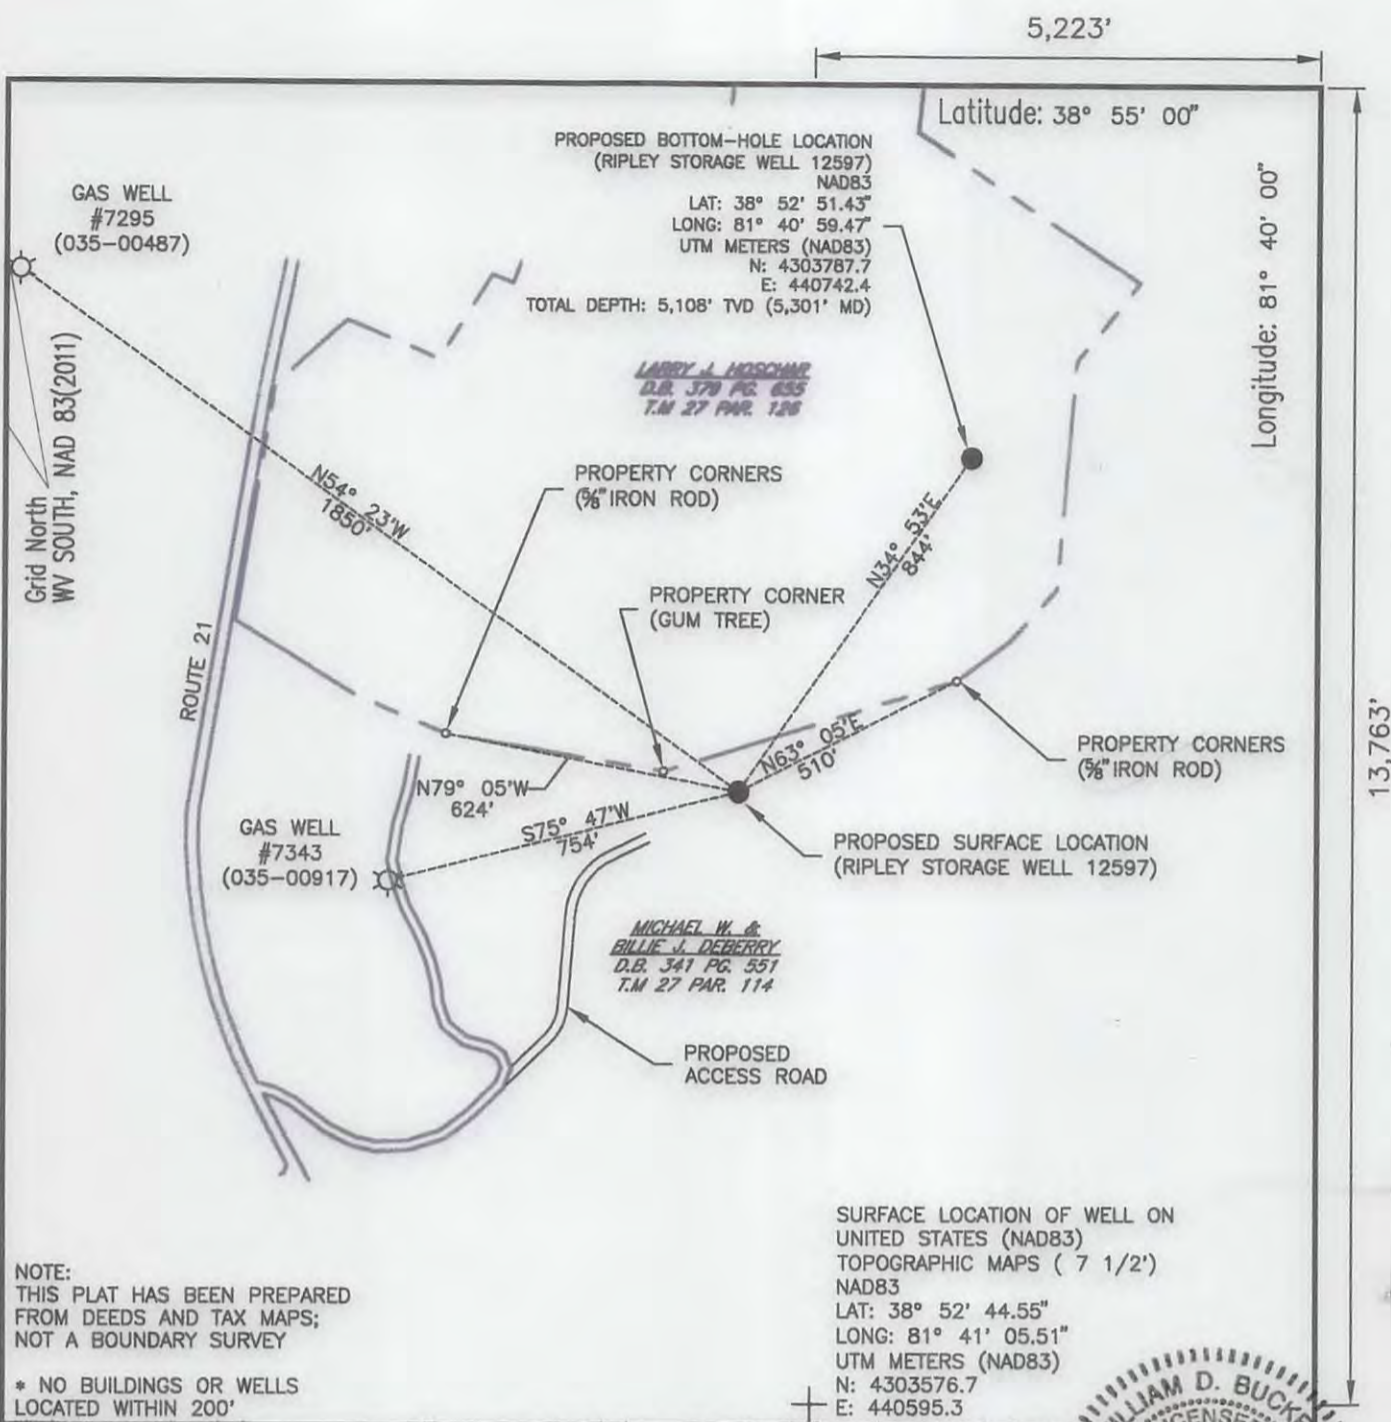 5,223'
Latitude: 38° 55' 00"
PROPOSED BOTTOM-HOLE LOCATION
(RIPLEY STORAGE WELL 12597)
NAD83
LAT: 38° 52' 51.43"
LONG: 81° 40' 59.47"
UTM METERS (NAD83)
N: 4303787.7
E: 440742.4
TOTAL DEPTH: 5,108' TVD (5,301' MD)
GAS WELL
#7295
(035-00487)
Longitude: 81° 40' 00"
Grid North
WV SOUTH, NAD 83(2011)
LARRY J. HOSCHAR
D.B. 379 PG. 655
T.M 27 PAR. 126
N54° 23'W
1850'
PROPERTY CORNERS
(⅝" IRON ROD)
N34° 53'E
844'
PROPERTY CORNER
(GUM TREE)
ROUTE 21
13,763'
N63° 05'E
510'
PROPERTY CORNERS
(⅝" IRON ROD)
N79° 05'W
624'
S75° 47'W
754'
GAS WELL
#7343
(035-00917)
PROPOSED SURFACE LOCATION
(RIPLEY STORAGE WELL 12597)
MICHAEL W. &
BILLIE J. DEBERRY
D.B. 341 PG. 551
T.M 27 PAR. 114
PROPOSED
ACCESS ROAD
SURFACE LOCATION OF WELL ON
UNITED STATES (NAD83)
TOPOGRAPHIC MAPS ( 7 1/2')
NAD83
LAT: 38° 52' 44.55"
LONG: 81° 41' 05.51"
UTM METERS (NAD83)
N: 4303576.7
E: 440595.3
NOTE:
THIS PLAT HAS BEEN PREPARED
FROM DEEDS AND TAX MAPS;
NOT A BOUNDARY SURVEY
* NO BUILDINGS OR WELLS
LOCATED WITHIN 200'
D.